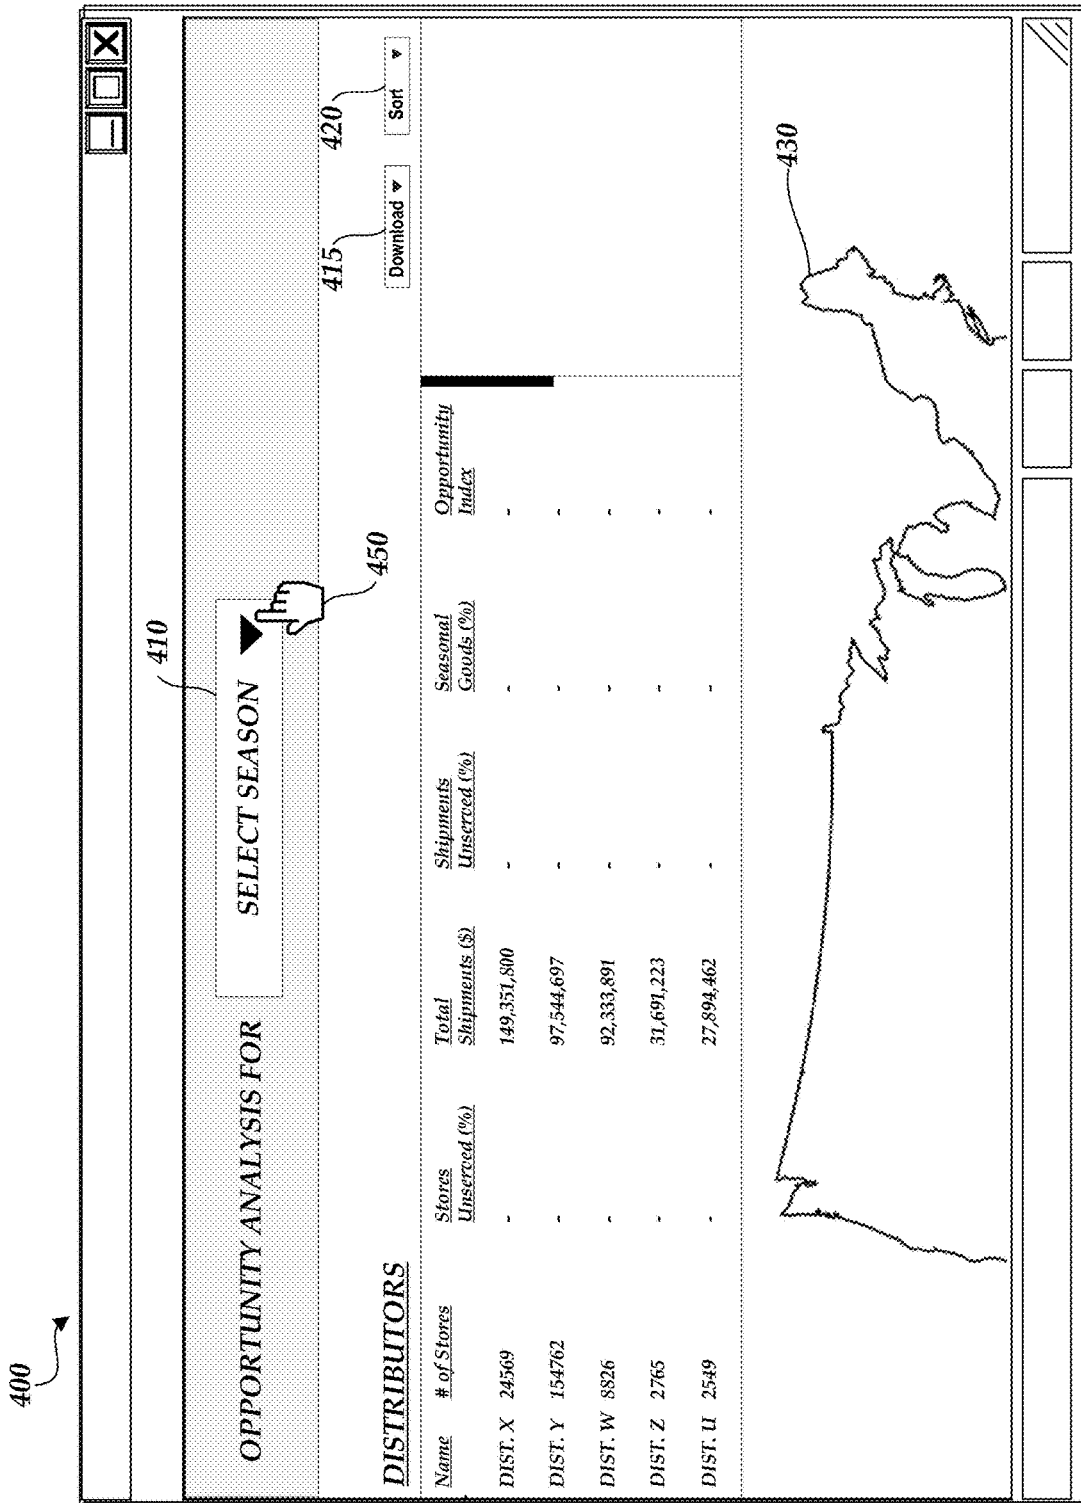 400
410
OPPORTUNITY ANALYSIS FOR SELECT SEASON
450
415
420
DISTRIBUTORS
Download Sort
Name # of Stores Stores Unserved (%) Total Shipments ($) Shipments Unserved (%) Seasonal Goods (%) Opportunity Index
DIST. X 24569 - 149,351,800 - - -
DIST. Y 154762 - 97,544,697 - - -
DIST. W 8826 - 92,333,891 - - -
DIST. Z 2765 - 31,691,223 - - -
DIST. U 2549 - 27,894,462 - - -
430